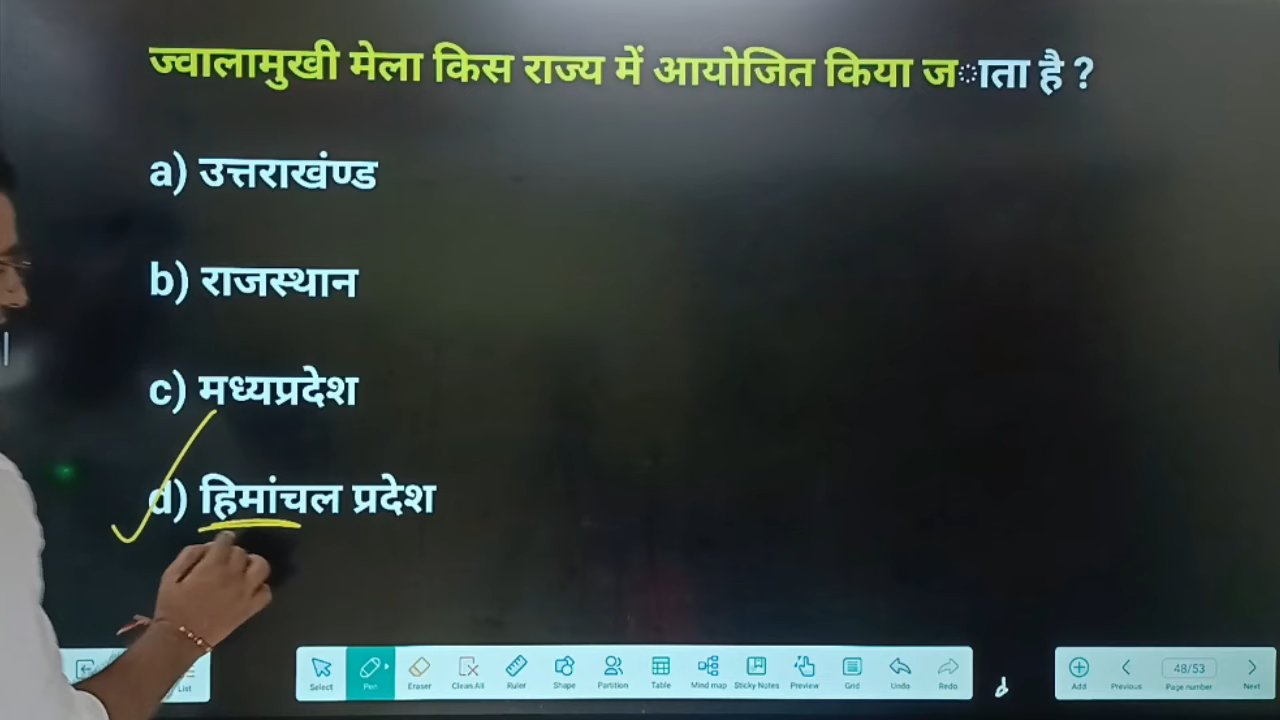 ज्वालामुखी मेला किस राज्य में आयोजित किया जाता है ?
a) उत्तराखंण्ड
b) राजस्थान
c) मध्यप्रदेश
d) हिमांचल प्रदेश
List
Select Pen Eraser Clean All Ruler Shape Partition Table Mind map Sticky Notes Preview Grid Undo Redo
Add Previous 48/53 Page number Next